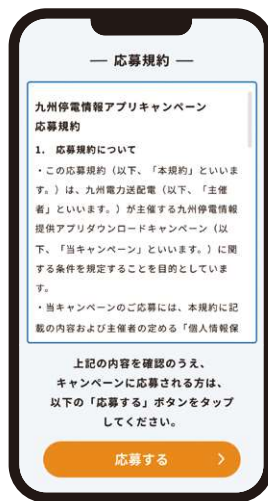 ― 応募規約 ―
九州停電情報アプリキャンペーン
応募規約
1. 応募規約について
・この応募規約（以下、「本規約」といいま
す。）は、九州電力送配電（以下、「主催
者」といいます。）が主催する九州停電情報
提供アプリダウンロードキャンペーン（以
下、「当キャンペーン」といいます。）に関
する条件を規定することを目的としていま
す。
・当キャンペーンのご応募には、本規約に記
載の内容および主催者の定める「個人情報保
上記の内容を確認のうえ、
キャンペーンに応募される方は、
以下の「応募する」ボタンをタップ
してください。
応募する